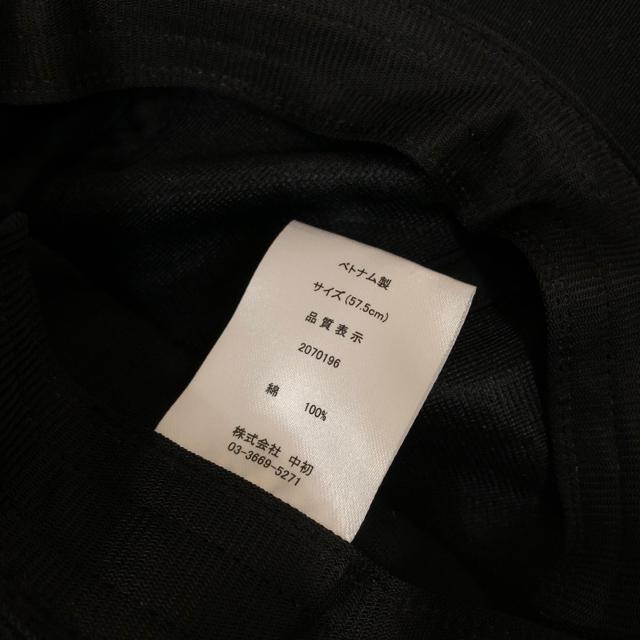 ベトナム製
サイズ(57.5cm)
品質表示
2070196
綿 100%
株式会社 中初
03-3669-5271